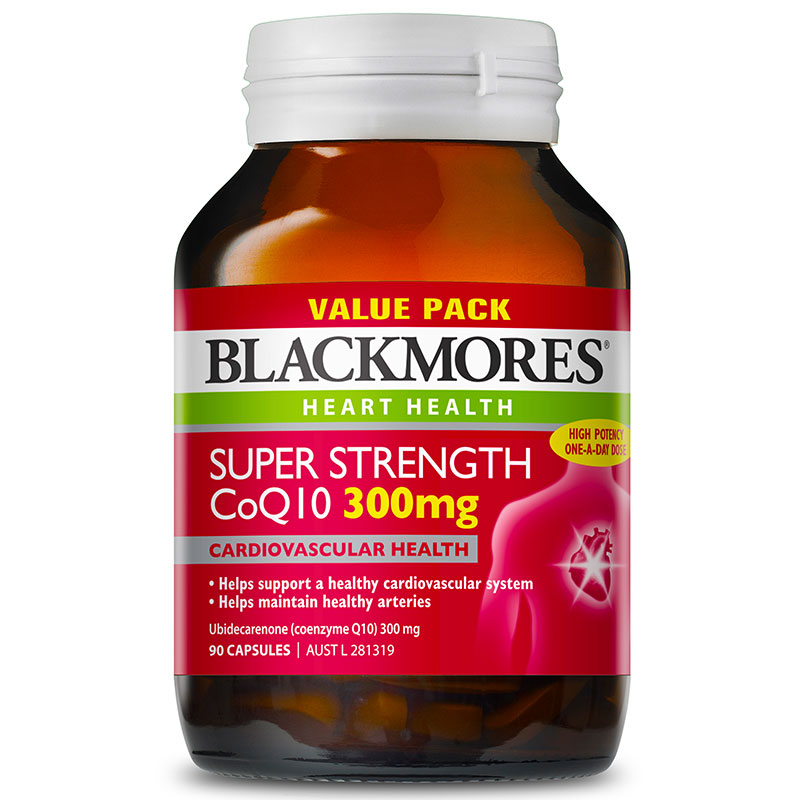 VALUE PACK
BLACKMORES®
HEART HEALTH
HIGH POTENCY
ONE-A-DAY DOSE
SUPER STRENGTH
CoQ10 300mg
CARDIOVASCULAR HEALTH
• Helps support a healthy cardiovascular system
• Helps maintain healthy arteries
Ubidecarenone (coenzyme Q10) 300 mg
90 CAPSULES | AUST L 281319